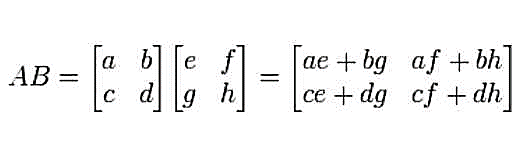 AB = [a b; c d] [e f; g h] = [ae + bg af + bh; ce + dg cf + dh]